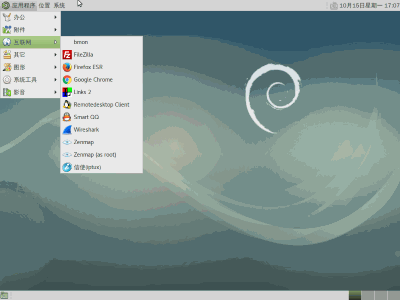 应用程序 位置 系统
10月15日星期一 17:07
办公
附件
互联网
其它
图形
系统工具
影音
bmon
FileZilla
Firefox ESR
Google Chrome
Links 2
Remotedesktop Client
Smart GQ
Wireshark
Zenmap
Zenmap (as root)
信使(iptux)